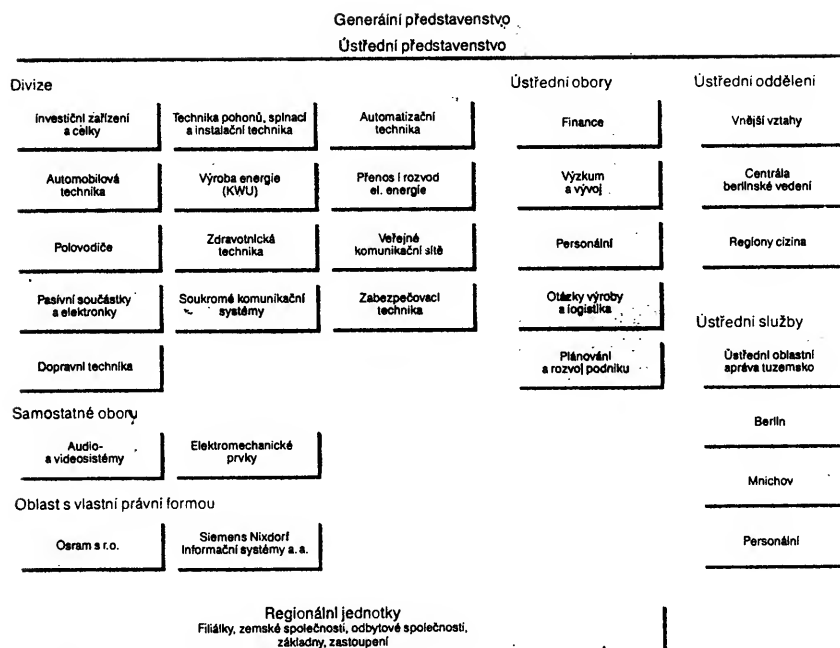 Generální představenstvo
Ústřední představenstvo
Divize
Investiční zařízení
a celky
Technika pohonů, spínací
a instalační technika
Automatizační
technika
Automobilová
technika
Výroba energie
(KWU)
Přenos i rozvod
el. energie
Polovodiče
Zdravotnická
technika
Veřejné
komunikační sítě
Pasívní součástky
a elektronky
Soukromé komunikační
systémy
Zabezpečovací
technika
Dopravní technika
Samostatné obory
Audio-
a videosistémy
Elektromechanické
prvky
Oblast s vlastní právní formou
Osram s r.o.
Siemens Nixdorf
Informační systémy a. a.
Ústřední obory
Finance
Výzkum
a vývoj
Personální
Otázky výroby
a logistika
Plánování
a rozvoj podniku
Ústřední oddělení
Vnější vztahy
Centrála
berlínské vedení
Regiony cizina
Ústřední služby
Ústřední oblastní
apráva tuzemsko
Berlin
Mnichov
Personální
Regionální jednotky
Filiálky, zemské společnosti, odbytové společnosti,
základny, zastoupení